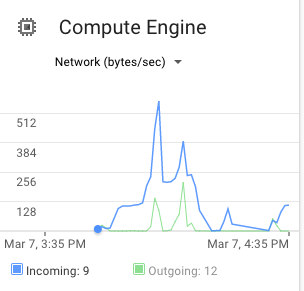 Compute Engine
Network (bytes/sec)
512
384
256
128
Mar 7, 3:35 PM
Mar 7, 4:35 PM
Incoming: 9
Outgoing: 12